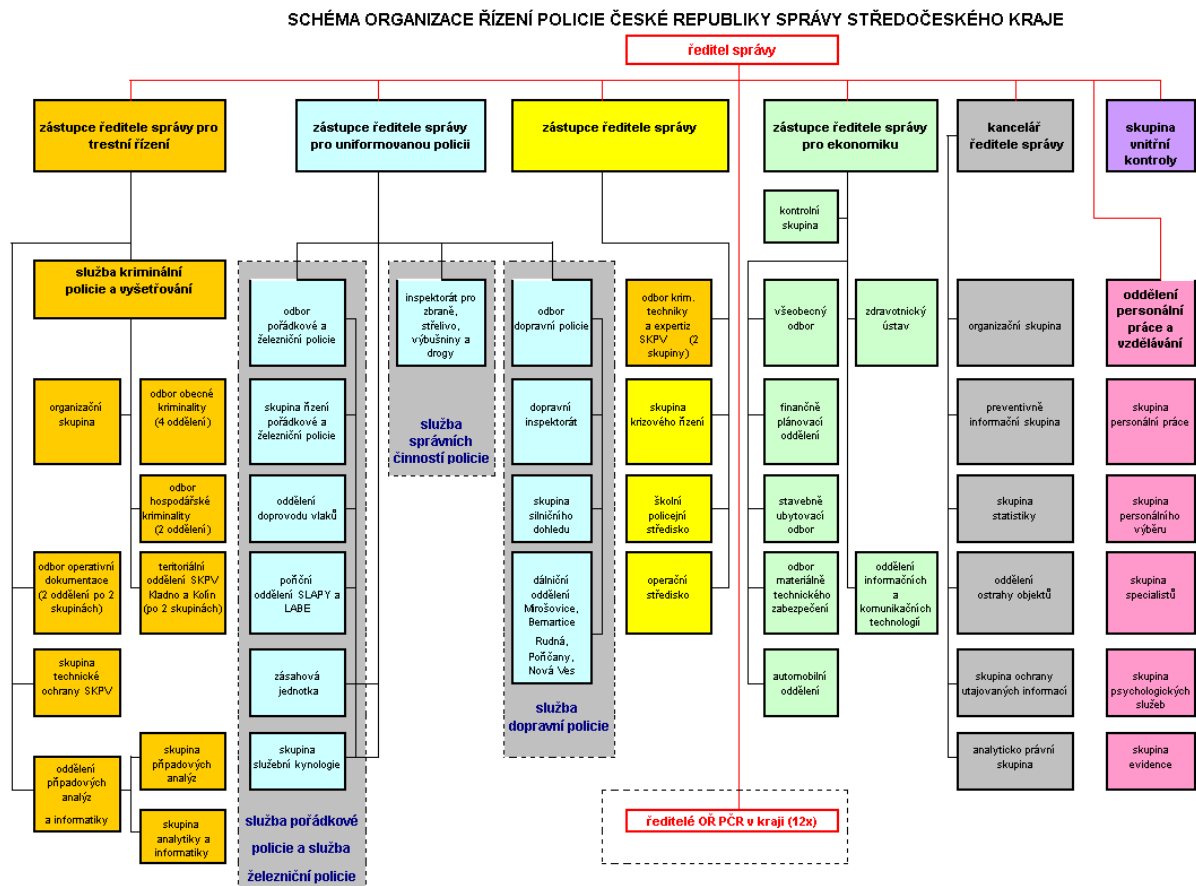 SCHÉMA ORGANIZACE ŘÍZENÍ POLICIE ČESKÉ REPUBLIKY SPRÁVY STŘEDOČESKÉHO KRAJE
ředitel správy
zástupce ředitele správy pro
trestní řízení
zástupce ředitele správy
pro uniformovanou policii
zástupce ředitele správy
zástupce ředitele správy
pro ekonomiku
kancelář
ředitele správy
skupina
vnitřní
kontroly
kontrolní
skupina
služba kriminální
policie a vyšetřování
organizační
skupina
odbor obecné
kriminality
(4 oddělení)
odbor
hospodářské
kriminality
(2 oddělení)
odbor operativní
dokumentace
(2 oddělení po 2
skupinách)
teritoriální
oddělení SKPV
Kladno a Kolín
(po 2 skupinách)
skupina
technické
ochrany SKPV
oddělení
případových
analýz
a informatiky
skupina
případových
analýz
skupina
analytiky a
informatiky
odbor
pořádkové a
železniční policie
skupina řízení
pořádkové a
železniční policie
oddělení
doprovodu vlaků
poříční
oddělení SLAPY a
LABE
zásahová
jednotka
skupina
služební kynologie
služba pořádkové
policie a služba
železniční policie
inspektorát pro
zbraně,
střelivo,
výbušniny a
drogy
služba
správních
činností policie
odbor
dopravní policie
dopravní
inspektorát
skupina
silničního
dohledu
dálniční
oddělení
Mirošovice,
Bernartice
Rudná,
Poříčany,
Nová Ves
služba
dopravní policie
odbor krim.
techniky
a expertiz
SKPV (2
skupiny)
skupina
krizového řízení
školní
policejní
středisko
operační
středisko
všeobecný
odbor
zdravotnický
ústav
finančně
plánovací
oddělení
stavebně
ubytovací
odbor
odbor
materiálně
technického
zabezpečení
oddělení
informačních
a
komunikačních
technologií
automobilní
oddělení
organizační skupina
preventivně
informační skupina
skupina
statistiky
oddělení
ostrahy objektů
skupina ochrany
utajovaných informací
analyticko právní
skupina
oddělení
personální
práce a
vzdělávání
skupina
personální práce
skupina
personálního
výběru
skupina
specialistů
skupina
psychologických
služeb
skupina
evidence
ředitelé OŘ PČR v kraji (12x)